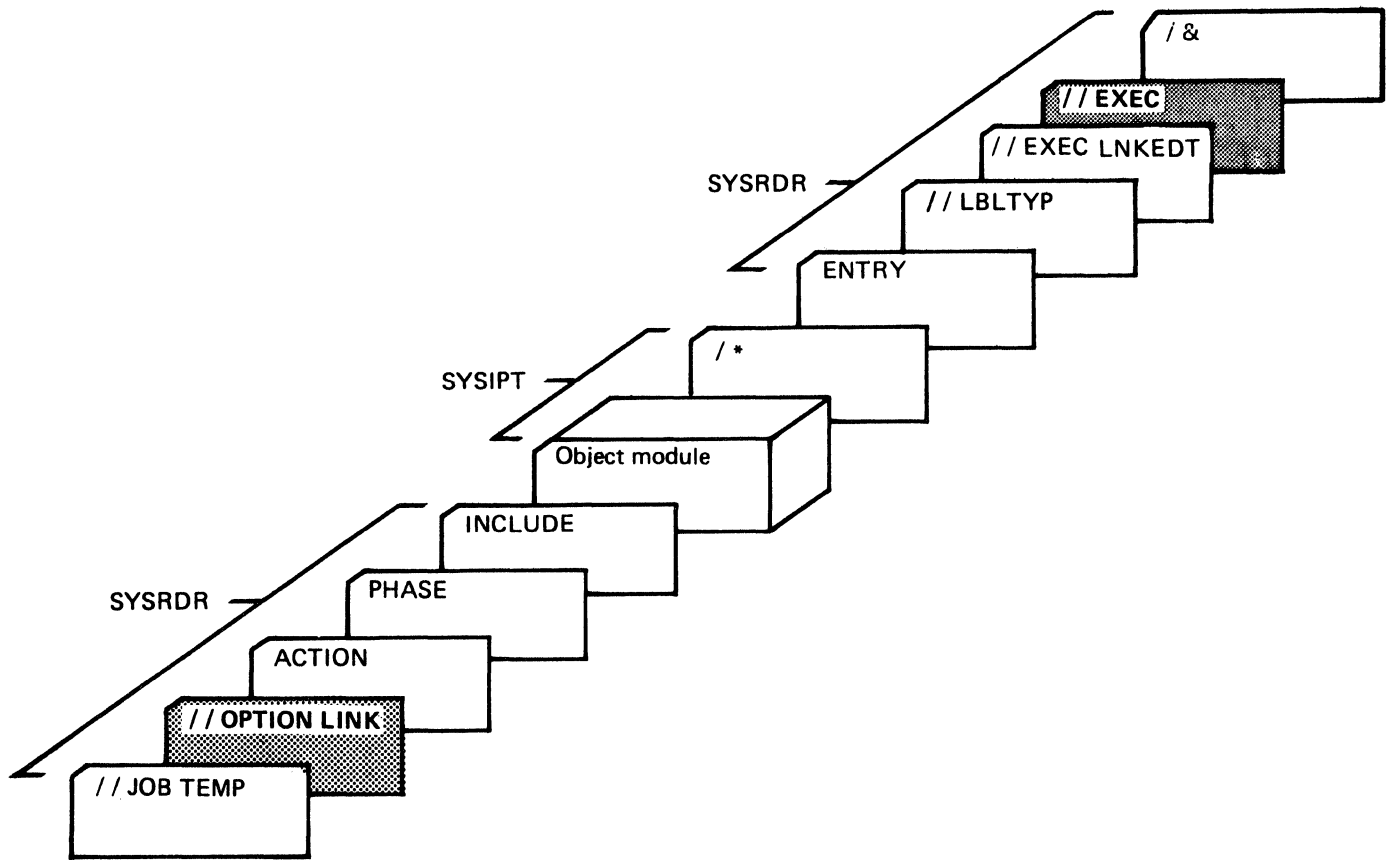 / &
// EXEC
// EXEC LNKEDT
SYSRDR
// LBLTYP
ENTRY
/ *
SYSIPT
Object module
INCLUDE
PHASE
SYSRDR
ACTION
// OPTION LINK
// JOB TEMP